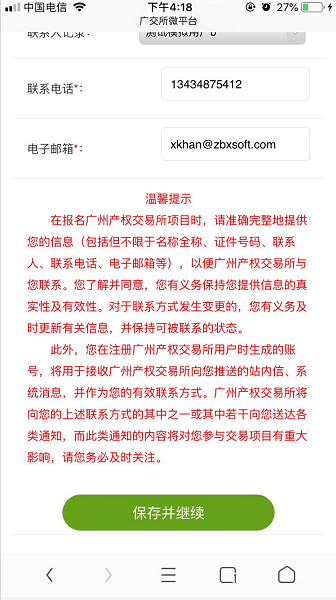 中国电信
下午4:18
27%
广交所微平台
联系人记录：
测试模拟用户b
联系电话*：
13434875412
电子邮箱*：
xkhan@zbxsoft.com
温馨提示
在报名广州产权交易所项目时，请准确完整地提供
您的信息（包括但不限于名称全称、证件号码、联系
人、联系电话、电子邮箱等），以便广州产权交易所与
您联系。您了解并同意，您有义务保持您提供信息的真
实性及有效性。对于联系方式发生变更的，您有义务及
时更新有关信息，并保持可被联系的状态。
此外，您在注册广州产权交易所用户时生成的账
号，将用于接收广州产权交易所向您推送的站内信、系
统消息，并作为您的有效联系方式。广州产权交易所将
向您的上述联系方式的其中之一或其中若干向您送达各
类通知，而此类通知的内容将对您参与交易项目有重大
影响，请您务必及时关注。
保存并继续